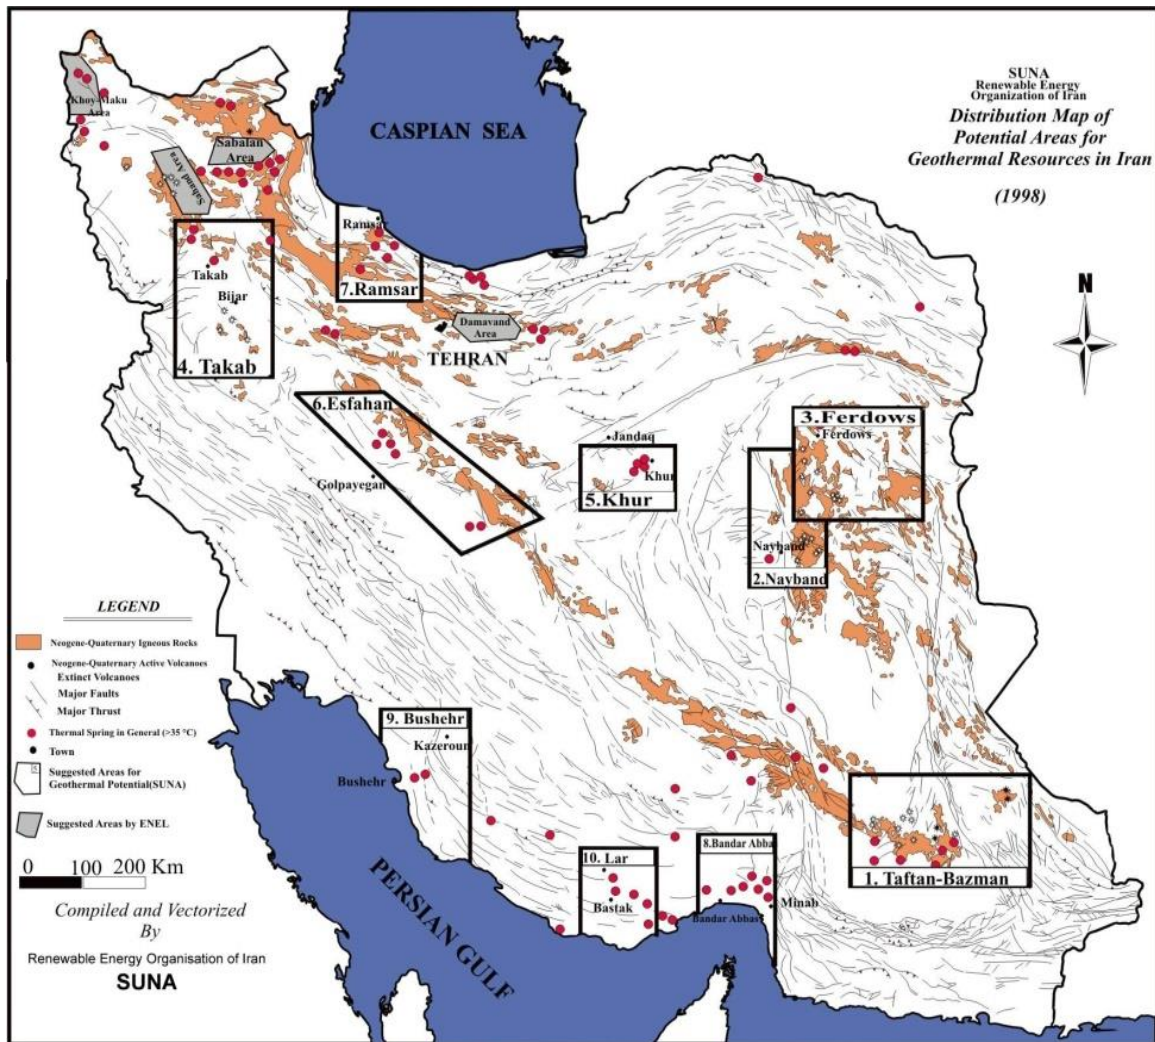 SUNA
Renewable Energy
Organization of Iran
Distribution Map of
Potential Areas for
Geothermal Resources in Iran
(1998)
N
CASPIAN SEA
Khoy-Maku
Area
Sabalan
Area
Sahand Area
Ramsar
7.Ramsar
Takab
Bijar
4. Takab
Damavand
Area
TEHRAN
6.Esfahan
Golpayegan
Jandaq
Khur
5.Khur
3.Ferdows
Ferdows
Nayband
2.Nayband
LEGEND
Neogene-Quaternary Igneous Rocks
Neogene-Quaternary Active Volcanoes
Extinct Volcanoes
Major Faults
Major Thrust
Thermal Spring in General (>35 °C)
Town
Suggested Areas for
Geothermal Potential(SUNA)
Suggested Areas by ENEL
0 100 200 Km
Compiled and Vectorized
By
Renewable Energy Organisation of Iran
SUNA
9. Bushehr
Kazeroun
Bushehr
PERSIAN GULF
10. Lar
Bastak
8.Bandar Abba
Bandar Abbas
Minab
1. Taftan-Bazman